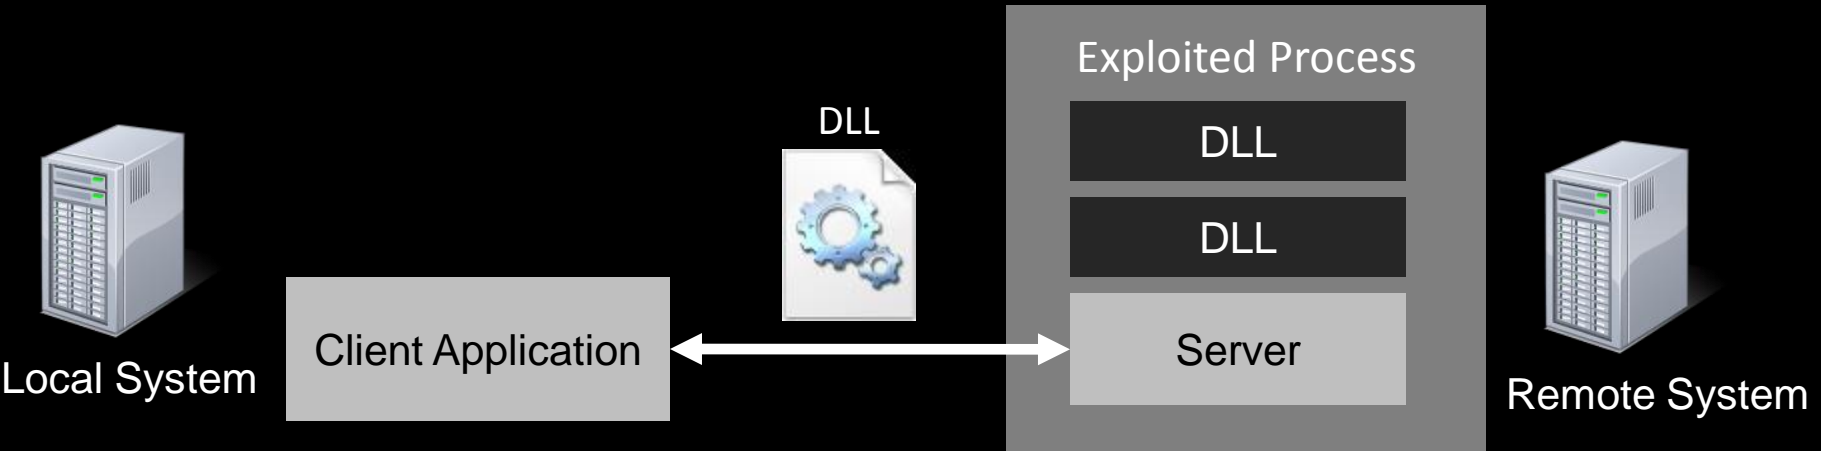 Exploited Process
DLL
DLL
DLL
Client Application
Server
Local System
Remote System